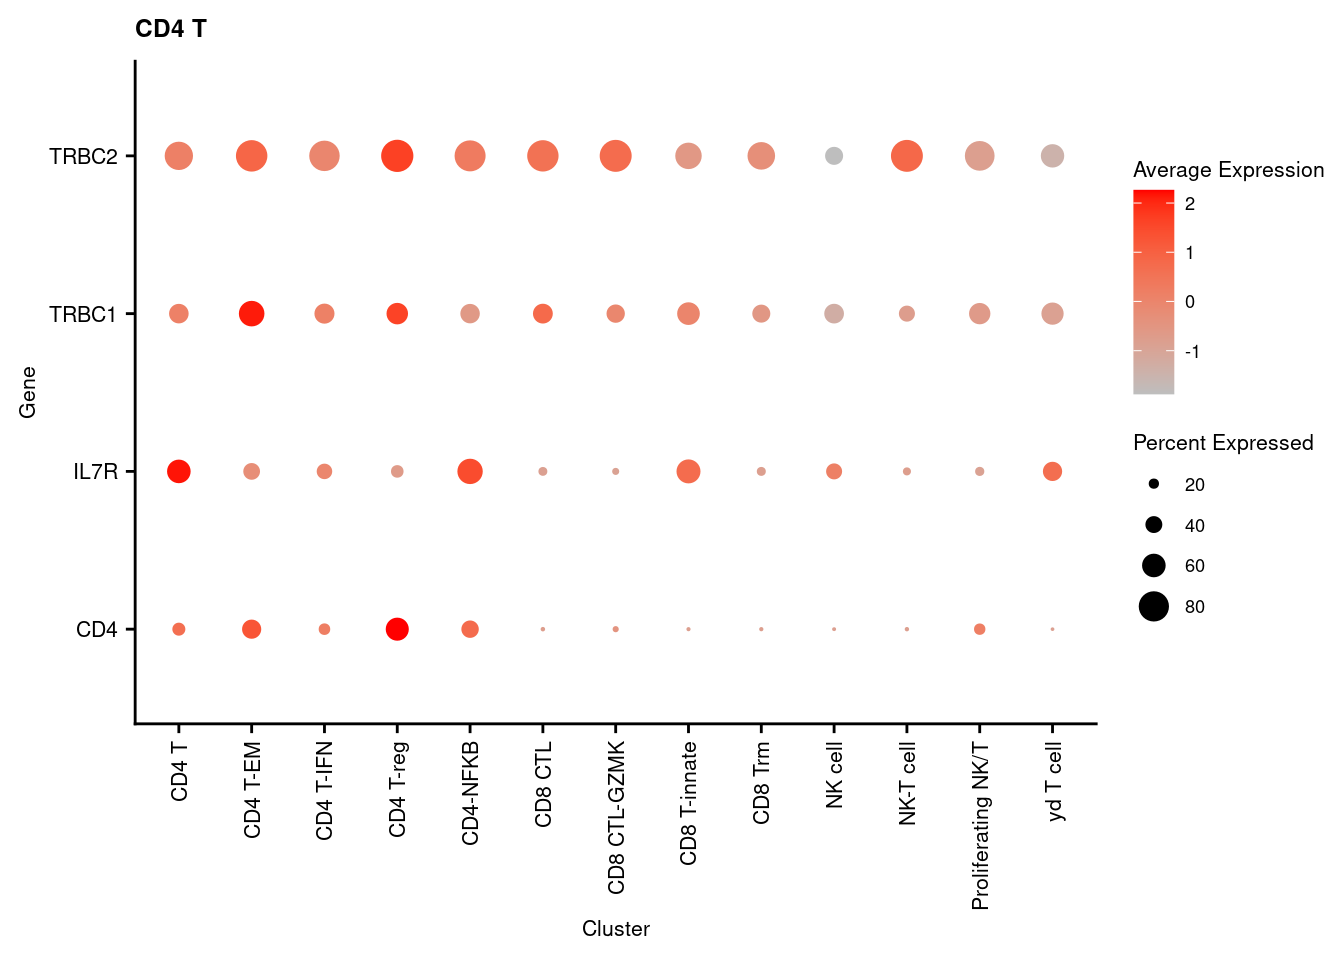 CD4 T
TRBC2
TRBC1
IL7R
CD4
Gene
CD4 T
CD4 T-EM
CD4 T-IFN
CD4 T-reg
CD4-NFKB
CD8 CTL
CD8 CTL-GZMK
CD8 T-innate
CD8 Trm
NK cell
NK-T cell
Proliferating NK/T
yd T cell
Cluster
Average Expression
2
1
0
-1
Percent Expressed
20
40
60
80